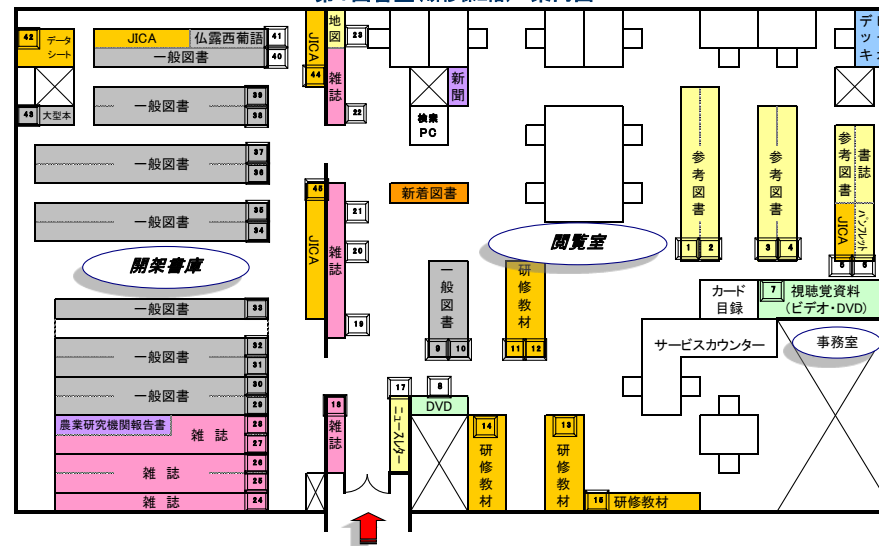 42
データ
シート
JICA
仏露西葡語
41
一般図書
40
JICA
44
地図
23
雑誌
22
新聞
検索
PC
43
大型本
一般図書
39
38
一般図書
37
36
一般図書
35
34
開架書庫
45
JICA
雑誌
21
20
19
新着図書
閲覧室
参考図書
1
2
参考図書
3
4
参考図書
書誌
JICA
パンフレット
5
6
一般図書
33
一般図書
32
31
一般図書
30
29
農業研究機関報告書
雑誌
28
27
雑誌
26
25
雑誌
24
一般図書
9
10
研修教材
11
12
カード
目録
7
視聴覚資料
(ビデオ・DVD)
サービスカウンター
事務室
18
雑誌
17
ニュースレター
8
DVD
14
研修教材
13
研修教材
15
研修教材